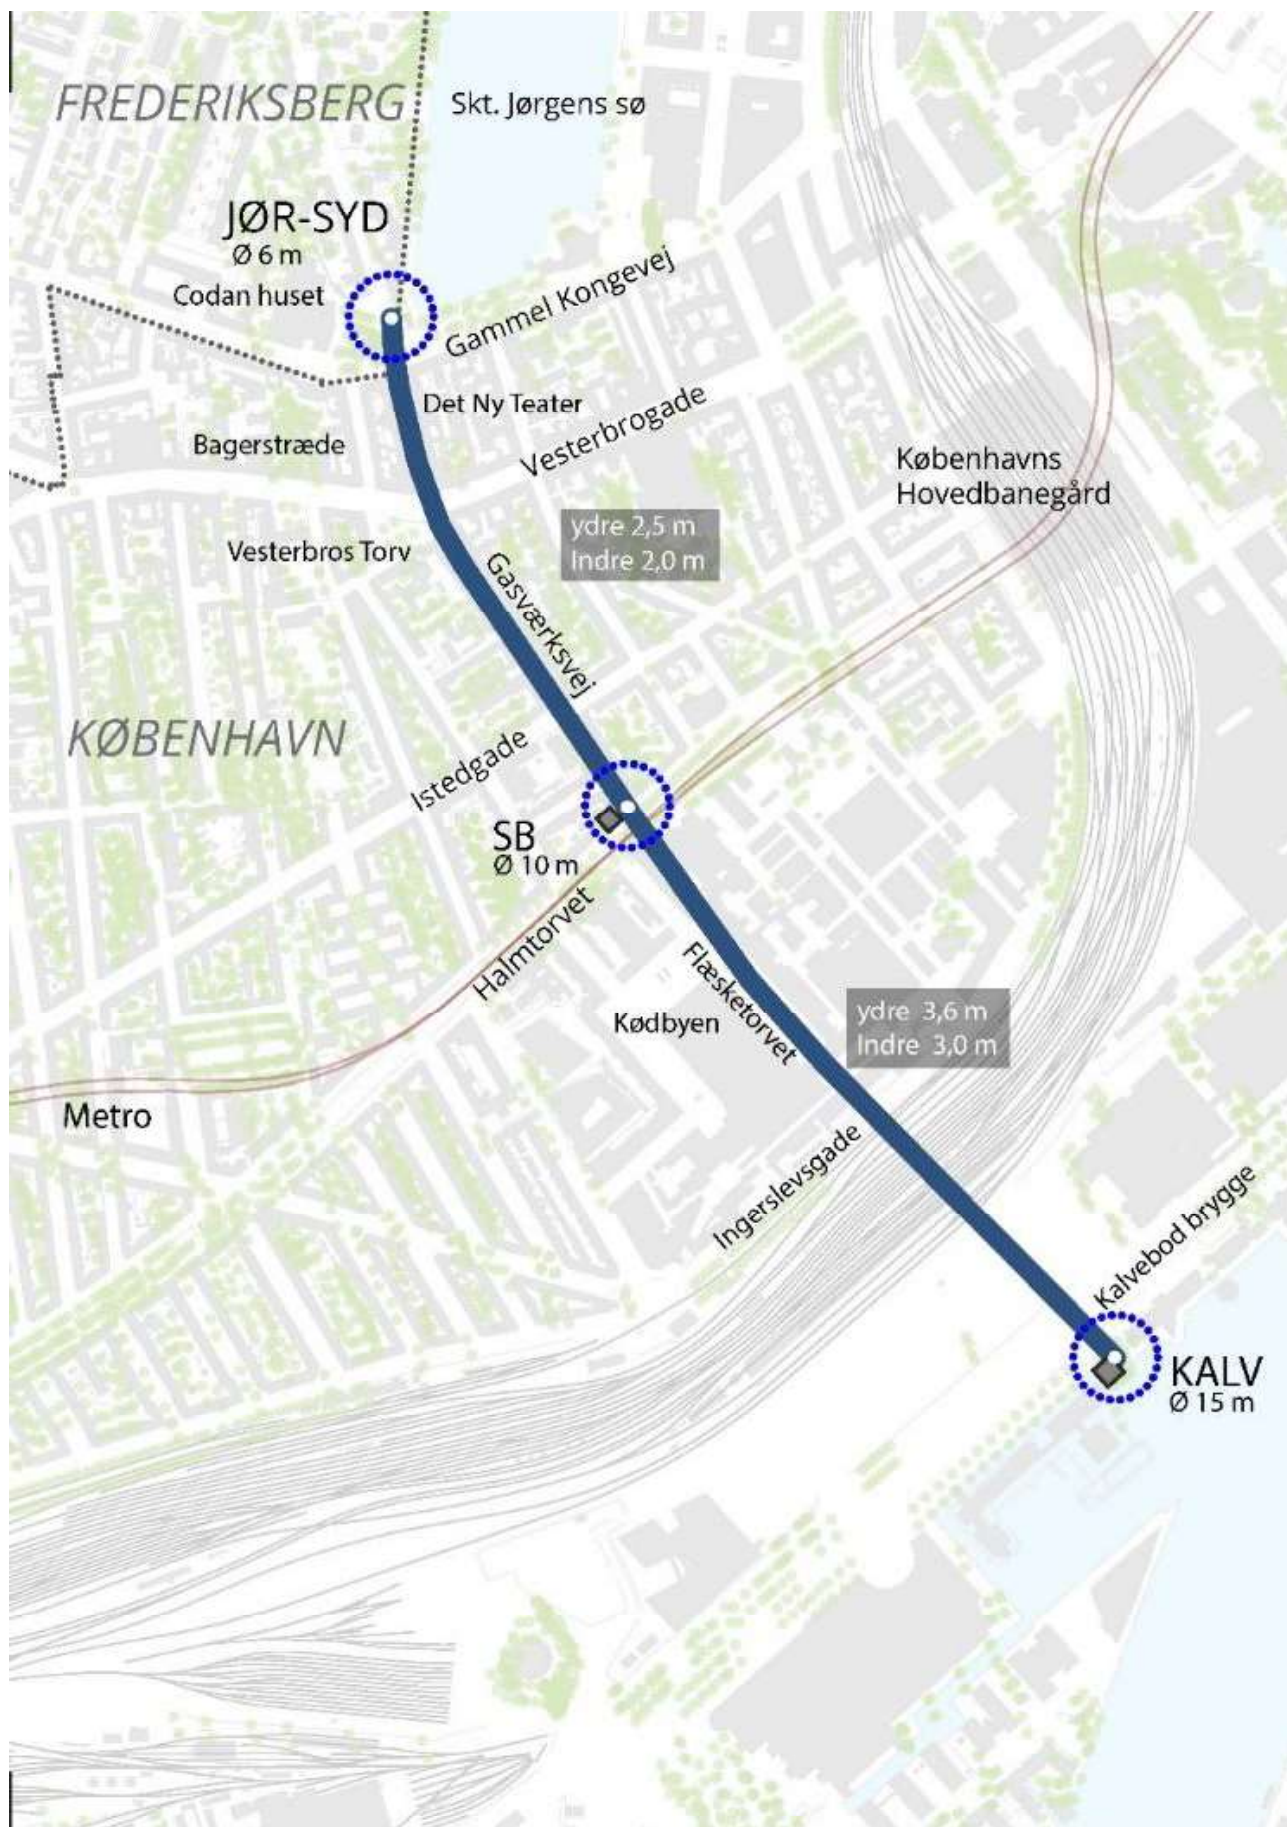 FREDERIKSBERG
Skt. Jørgens sø
JØR-SYD
Ø 6 m
Codan huset
Gammel Kongevej
Det Ny Teater
Vesterbrogade
Bagerstræde
Københavns
Hovedbanegård
ydre 2,5 m
Indre 2,0 m
Vesterbros Torv
Gasværksvej
KØBENHAVN
Istedgade
SB
Ø 10 m
Halmtorvet
Flæsketorvet
Kødbyen
ydre 3,6 m
Indre 3,0 m
Metro
Ingerslevsgade
Kalvebod brygge
KALV
Ø 15 m